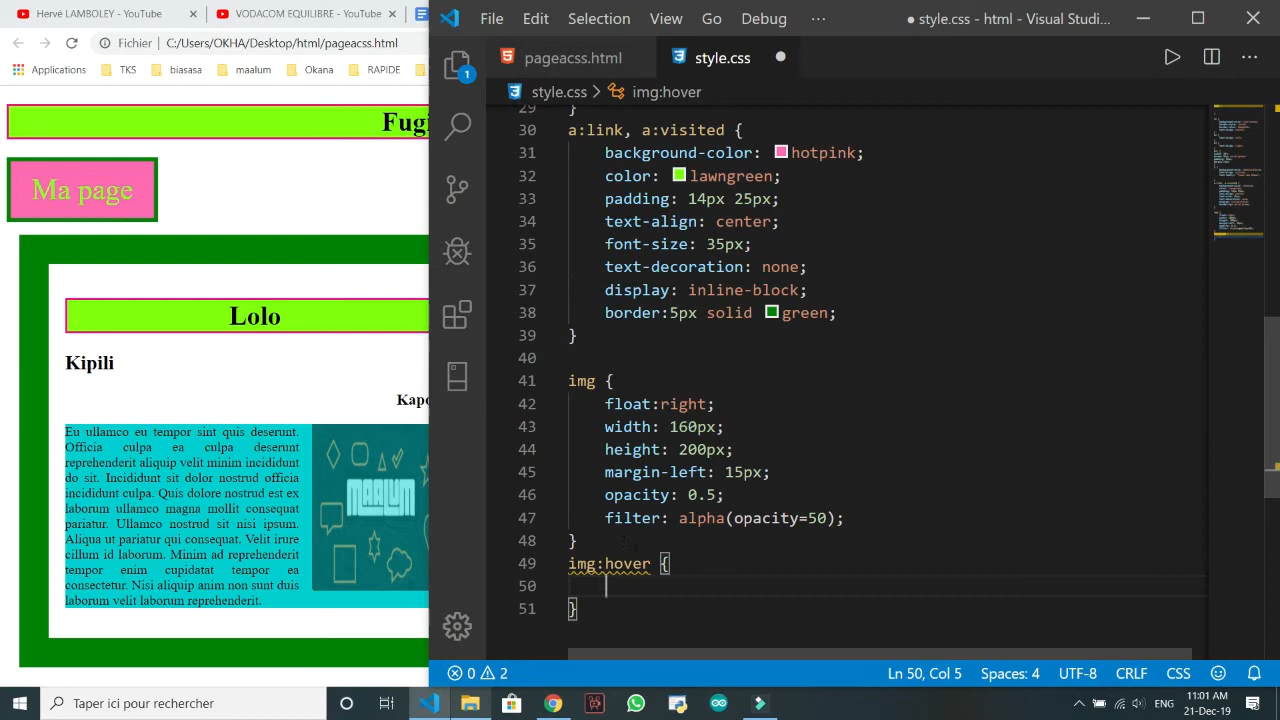 Hervé LAMBOLEY - YouTube
VODACOM EQUILIBRE - YouTube
Fichier
C:/Users/OKHA/Desktop/html/pageacss.html
Applications
TKS
biasasa
maalum
Okana
RAPIDE
Fugi
Ma page
Lolo
Kipili
Kapo
Eu ullamco eu tempor sint quis deserunt.
Officia culpa ea culpa deserunt
reprehenderit aliquip velit minim incididunt
do sit. Incididunt sit dolor nostrud officia
incididunt culpa. Quis dolore nostrud est ex
laborum ullamco magna mollit consequat
pariatur. Ullamco nostrud sit nisi ipsum.
Aliqua ut pariatur qui consequat. Velit irure
cillum id laborum. Minim ad reprehenderit
tempor enim cupidatat tempor ea
consectetur. Nisi aliquip anim non sunt duis
laborum velit laborum reprehenderit.
MAALUM
File Edit Selection View Go Debug ···
● style.css - html - Visual Studi...
pageacss.html
style.css
style.css > img:hover
29 }
30 a:link, a:visited {
31 background-color: hotpink;
32 color: lawngreen;
33 padding: 14px 25px;
34 text-align: center;
35 font-size: 35px;
36 text-decoration: none;
37 display: inline-block;
38 border:5px solid green;
39 }
40
41 img {
42 float:right;
43 width: 160px;
44 height: 200px;
45 margin-left: 15px;
46 opacity: 0.5;
47 filter: alpha(opacity=50);
48 }
49 img:hover {
50
51 }
1
0 2
Ln 50, Col 5
Spaces: 4
UTF-8
CRLF
CSS
Taper ici pour rechercher
ENG
11:01 AM
21-Dec-19